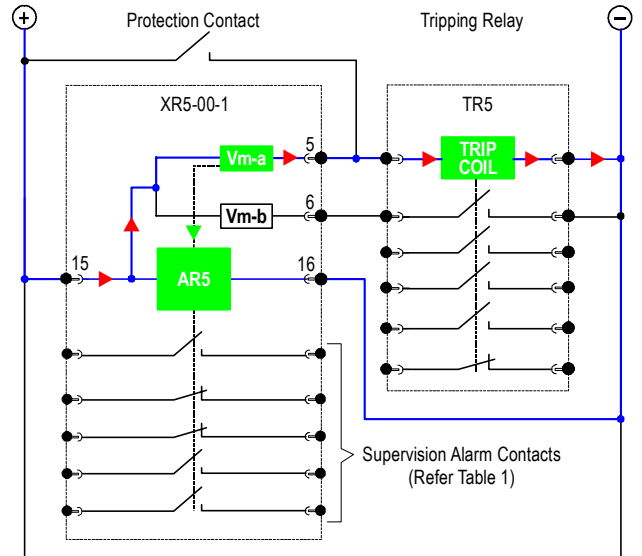 +
Protection Contact
Tripping Relay
−
XR5-00-1
TR5
Vm-a
5
TRIP
COIL
Vm-b
6
15
AR5
16
Supervision Alarm Contacts
(Refer Table 1)